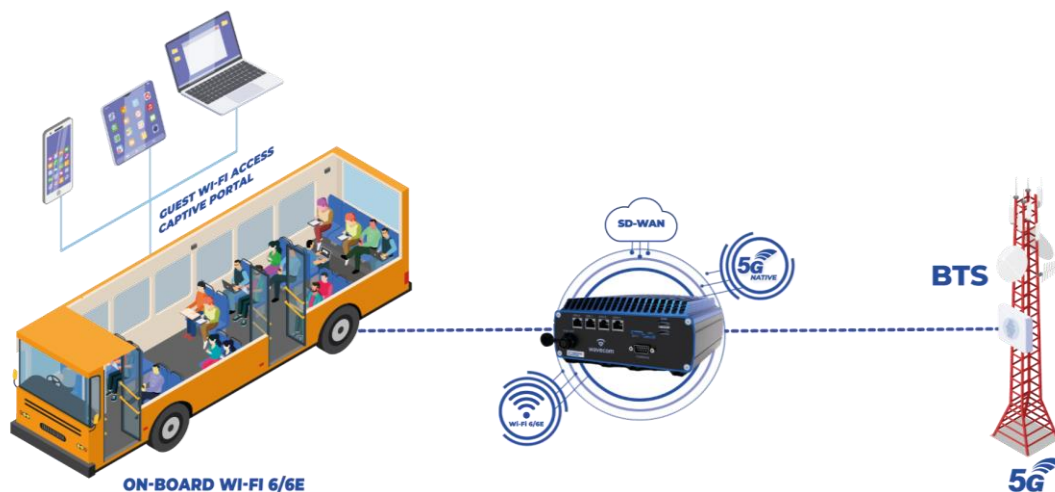 GUEST WI-FI ACCESS
CAPTIVE PORTAL
ON-BOARD WI-FI 6/6E
SD-WAN
5G
NATIVE
Wi-Fi 6/6E
BTS
5G